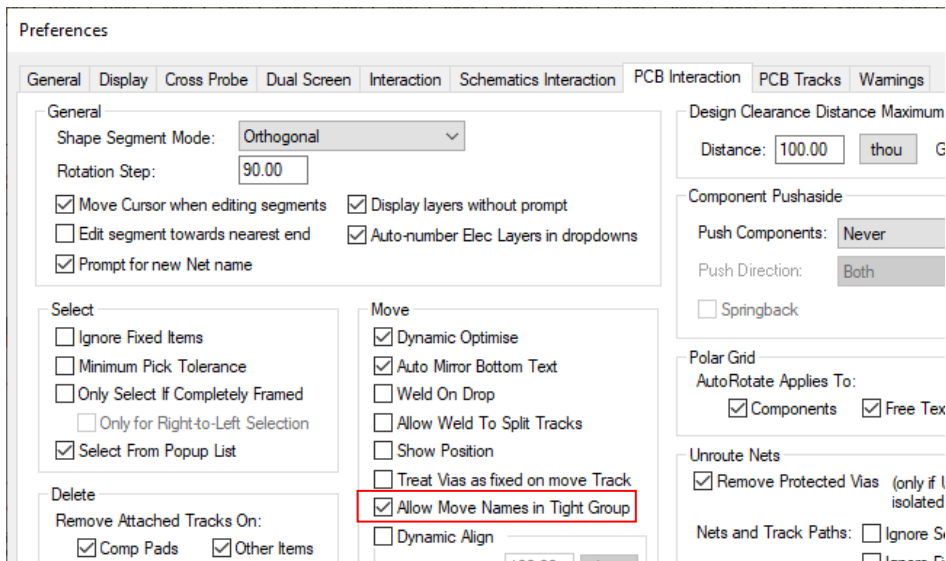 Preferences
General Display Cross Probe Dual Screen Interaction Schematics Interaction PCB Interaction PCB Tracks Warnings
General
Shape Segment Mode: Orthogonal
Rotation Step: 90.00
Move Cursor when editing segments Display layers without prompt
Edit segment towards nearest end Auto-number Elec Layers in dropdowns
Prompt for new Net name
Select
Ignore Fixed Items
Minimum Pick Tolerance
Only Select If Completely Framed
Only for Right-to-Left Selection
Select From Popup List
Delete
Remove Attached Tracks On:
Comp Pads Other Items
Move
Dynamic Optimise
Auto Mirror Bottom Text
Weld On Drop
Allow Weld To Split Tracks
Show Position
Treat Vias as fixed on move Track
Allow Move Names in Tight Group
Dynamic Align
Design Clearance Distance Maximum
Distance: 100.00 thou G
Component Pushaside
Push Components: Never
Push Direction: Both
Springback
Polar Grid
AutoRotate Applies To:
Components Free Tex
Unroute Nets
Remove Protected Vias (only if U
isolated
Nets and Track Paths: Ignore Se